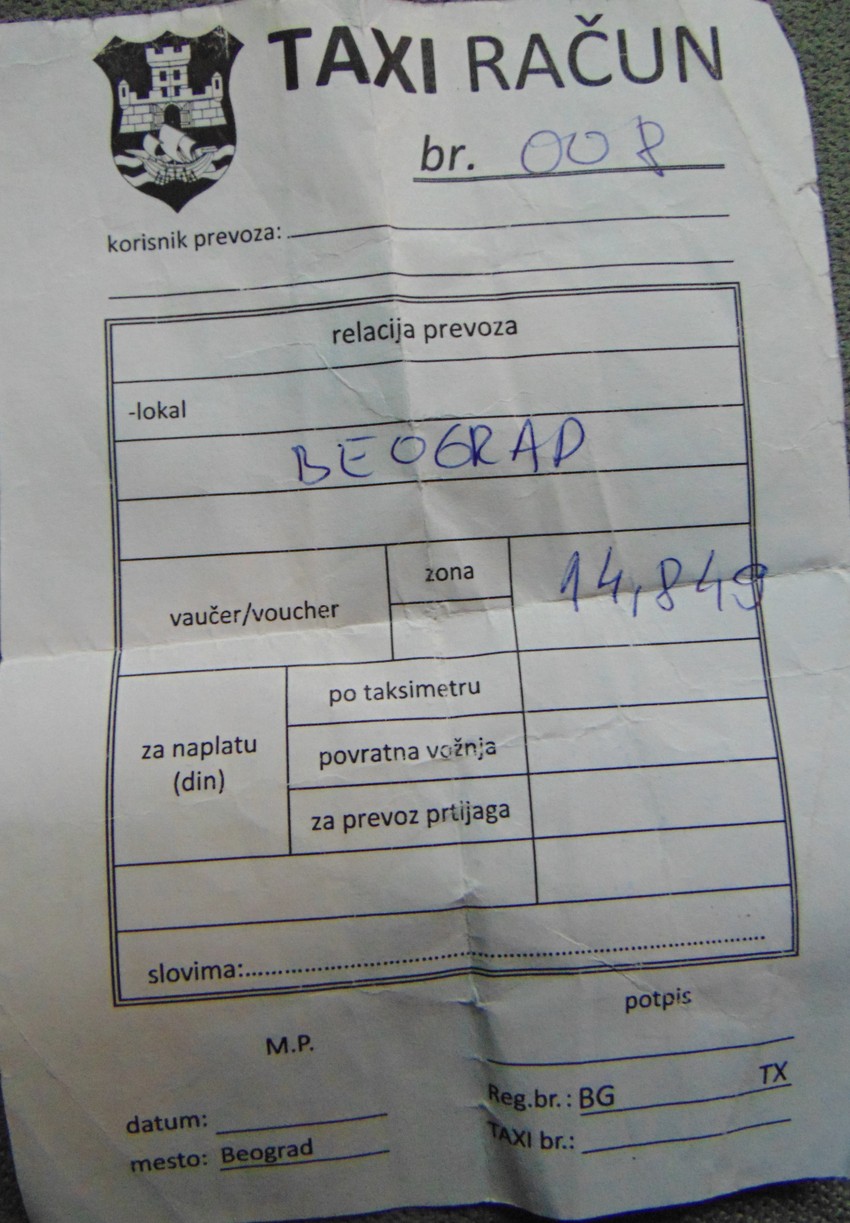 TAXI RAČUN
br. 008
korisnik prevoza:
relacija prevoza
-lokal
BEOGRAD
vaučer/voucher
zona
14,849
za naplatu
(din)
po taksimetru
povratna vožnja
za prevoz prtijaga
slovima:
potpis
M.P.
Reg.br.: BG TX
datum:
TAXI br.:
mesto: Beograd